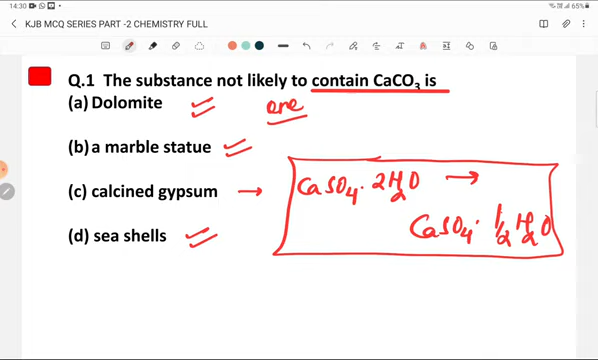 14:30
65%
KJB MCQ SERIES PART -2 CHEMISTRY FULL
Q.1 The substance not likely to contain CaCO₃ is
(a) Dolomite ore
(b) a marble statue
(c) calcined gypsum → CaSO₄·2H₂O →
CaSO₄·½H₂O
(d) sea shells